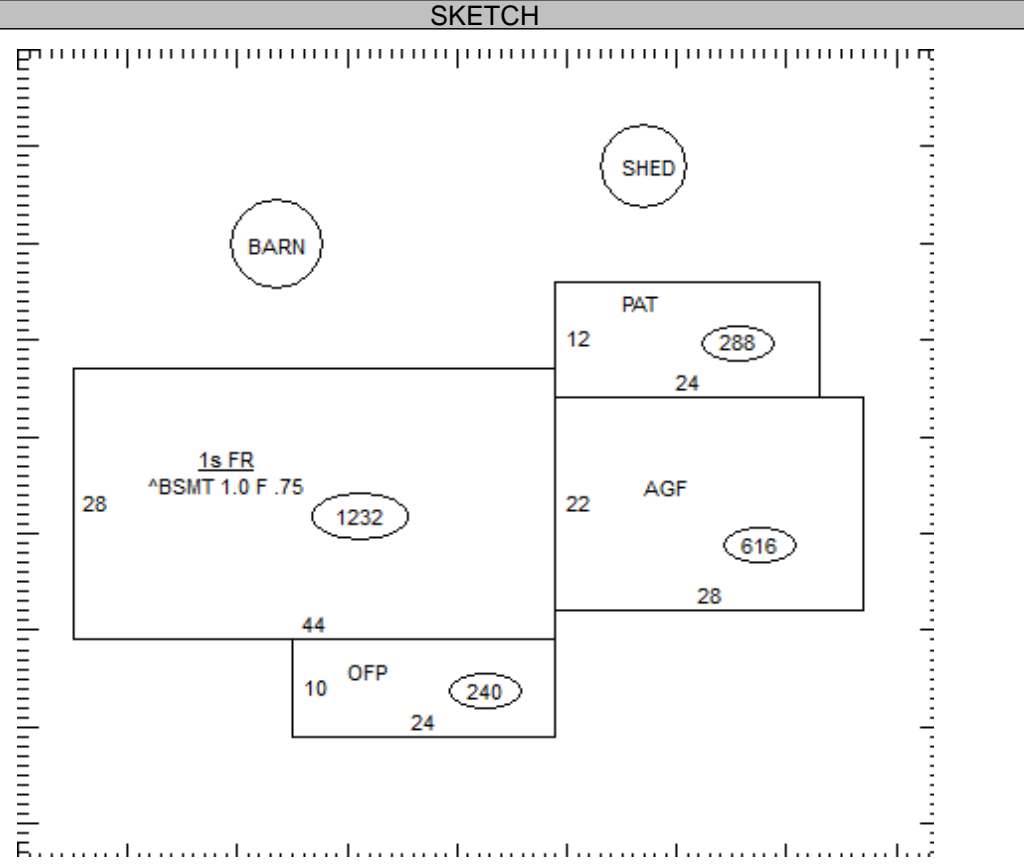 SKETCH
SHED
BARN
PAT
12
288
24
1s FR
^BSMT 1.0 F .75
28
1232
44
22
AGF
616
28
OFP
10
240
24